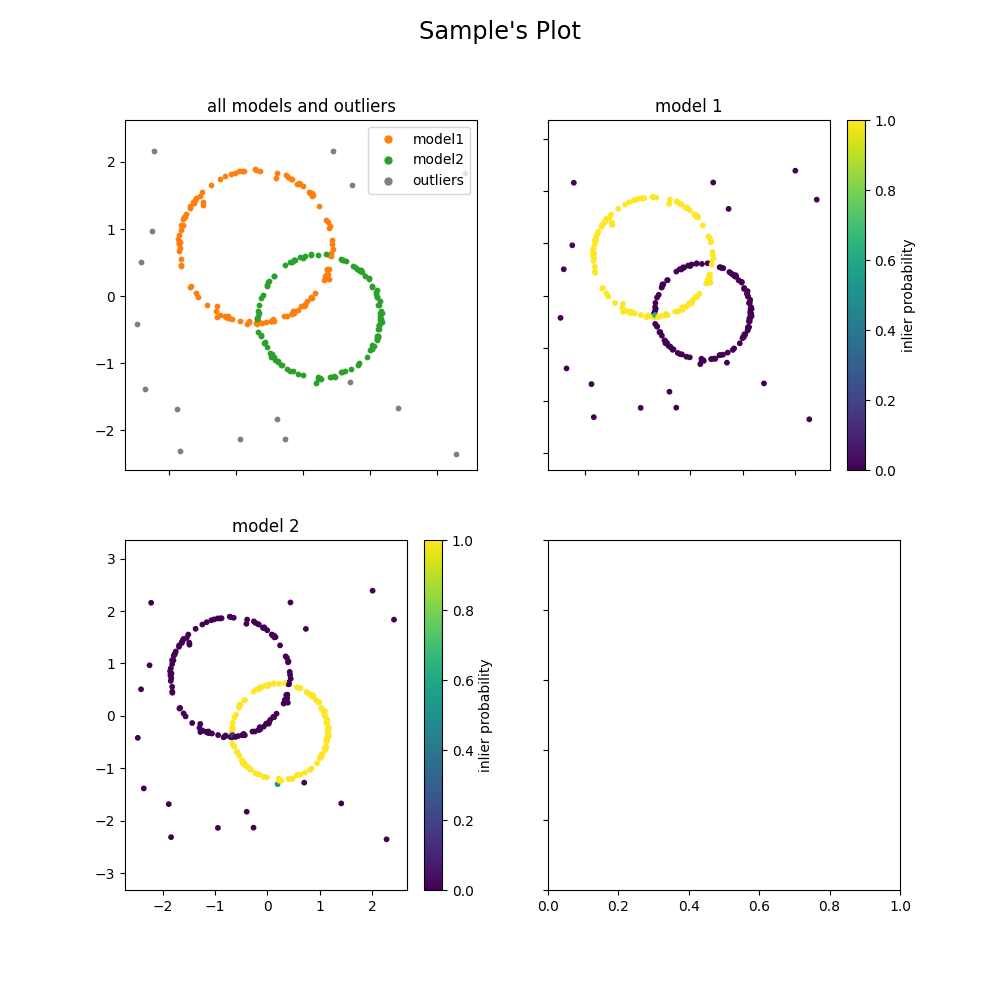 Sample's Plot
all models and outliers
model1
model2
outliers
2
1
0
−1
−2
model 1
1.0
0.8
0.6
0.4
0.2
0.0
inlier probability
model 2
3
2
1
0
−1
−2
−3
−2 −1 0 1 2
1.0
0.8
0.6
0.4
0.2
0.0
inlier probability
0.0 0.2 0.4 0.6 0.8 1.0